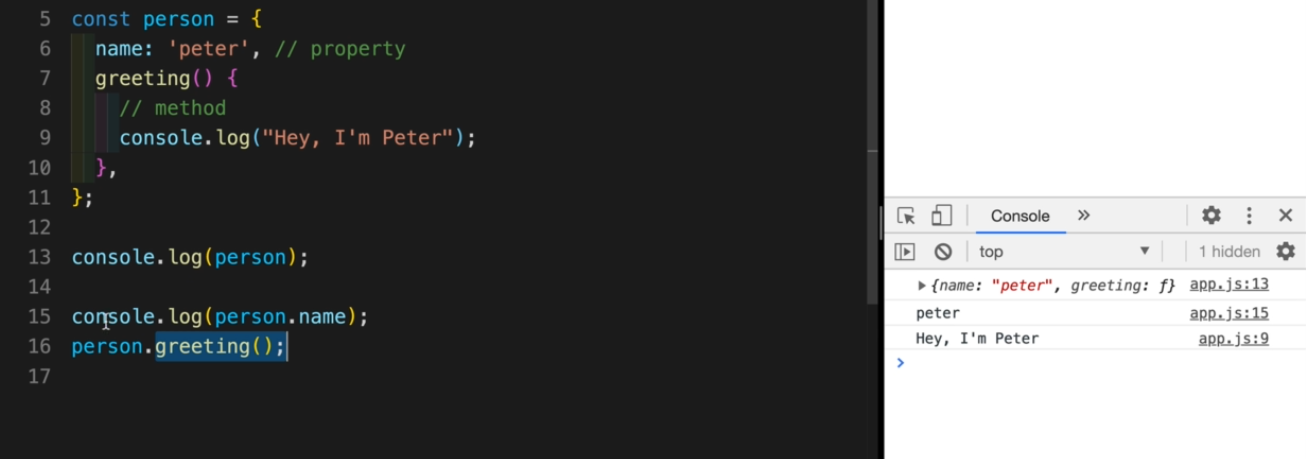 5 const person = {
6 name: 'peter', // property
7 greeting() {
8 // method
9 console.log("Hey, I'm Peter");
10 },
11 };
12
13 console.log(person);
14
15 console.log(person.name);
16 person.greeting();
17
Console »
top ▼ 1 hidden
▶ {name: "peter", greeting: ƒ} app.js:13
peter app.js:15
Hey, I'm Peter app.js:9
>